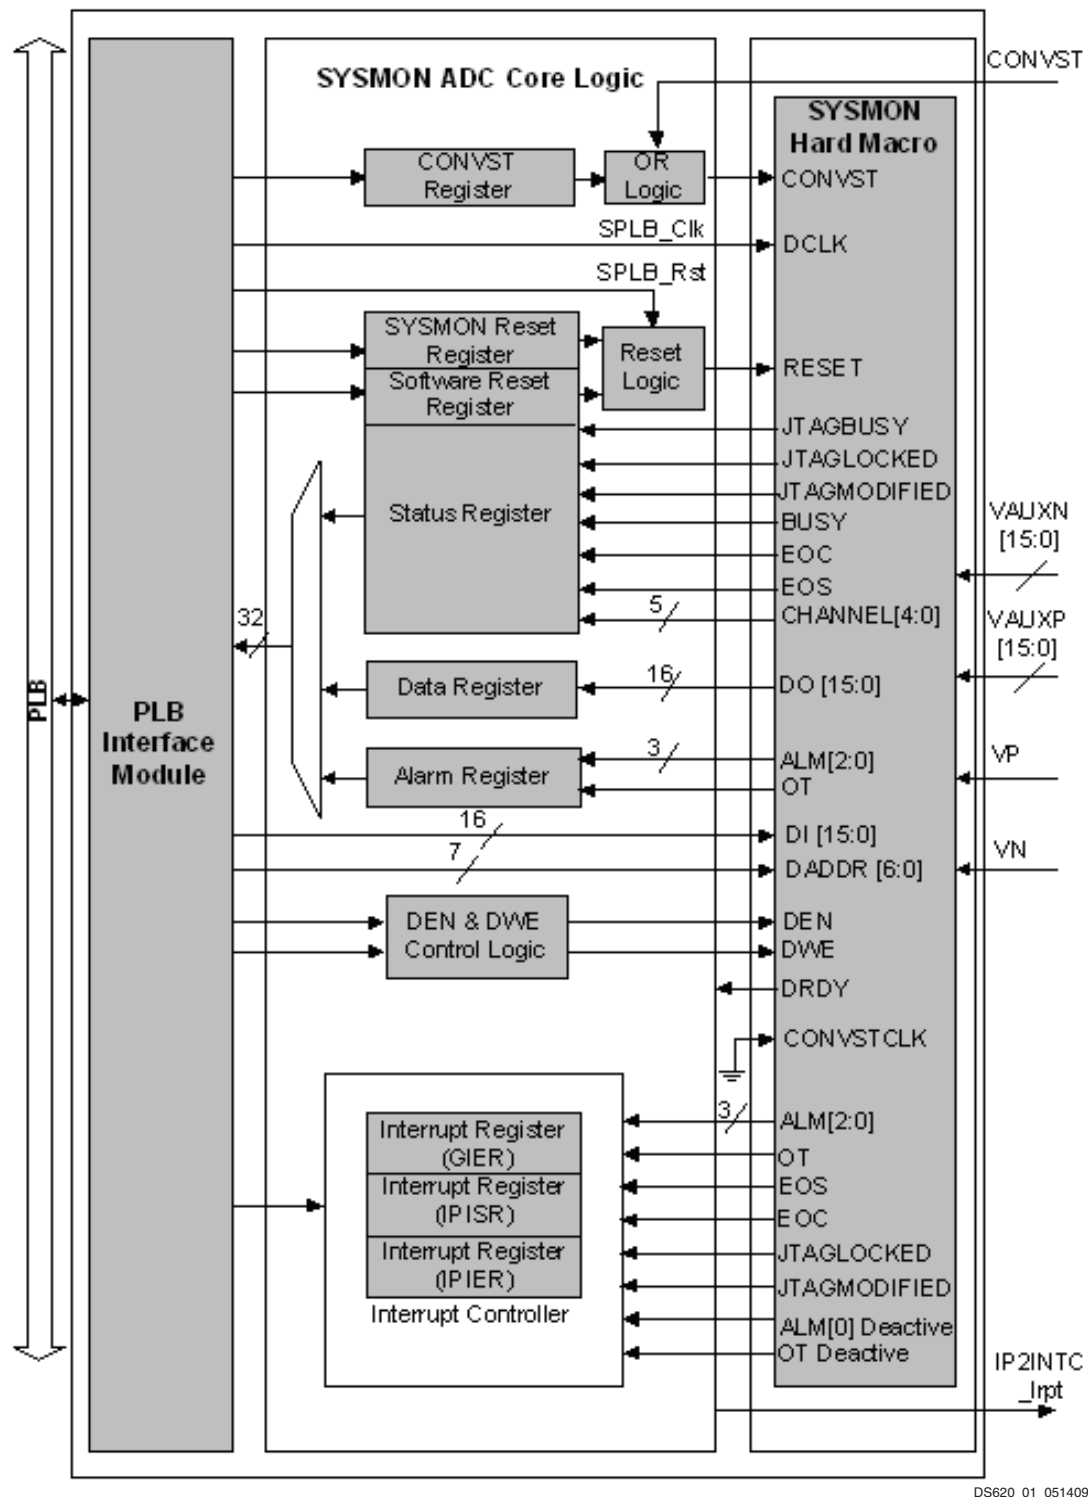 CONVST
SYSMON ADC Core Logic
SYSMON
Hard Macro
CONVST
Register
OR
Logic
CONVST
SPLB_Clk
DCLK
SPLB_Rst
SYSMON Reset
Register
Software Reset
Register
Reset
Logic
RESET
JTAGBUSY
JTAGLOCKED
JTAGMODIFIED
Status Register
BUSY
EOC
EOS
5
CHANNEL[4:0]
VAUXN
[15:0]
VAUXP
[15:0]
32
PLB
PLB
Interface
Module
Data Register
16
DO [15:0]
Alarm Register
3
ALM[2:0]
OT
VP
16
DI [15:0]
7
DADDR [6:0]
VN
DEN & DWE
Control Logic
DEN
DWE
DRDY
CONVSTCLK
3
ALM[2:0]
OT
EOS
EOC
JTAGLOCKED
JTAGMODIFIED
ALM[0] Deactive
OT Deactive
Interrupt Register
(GIER)
Interrupt Register
(IPISR)
Interrupt Register
(IPIER)
Interrupt Controller
IP2INTC
_Irpt
DS620_01_051409